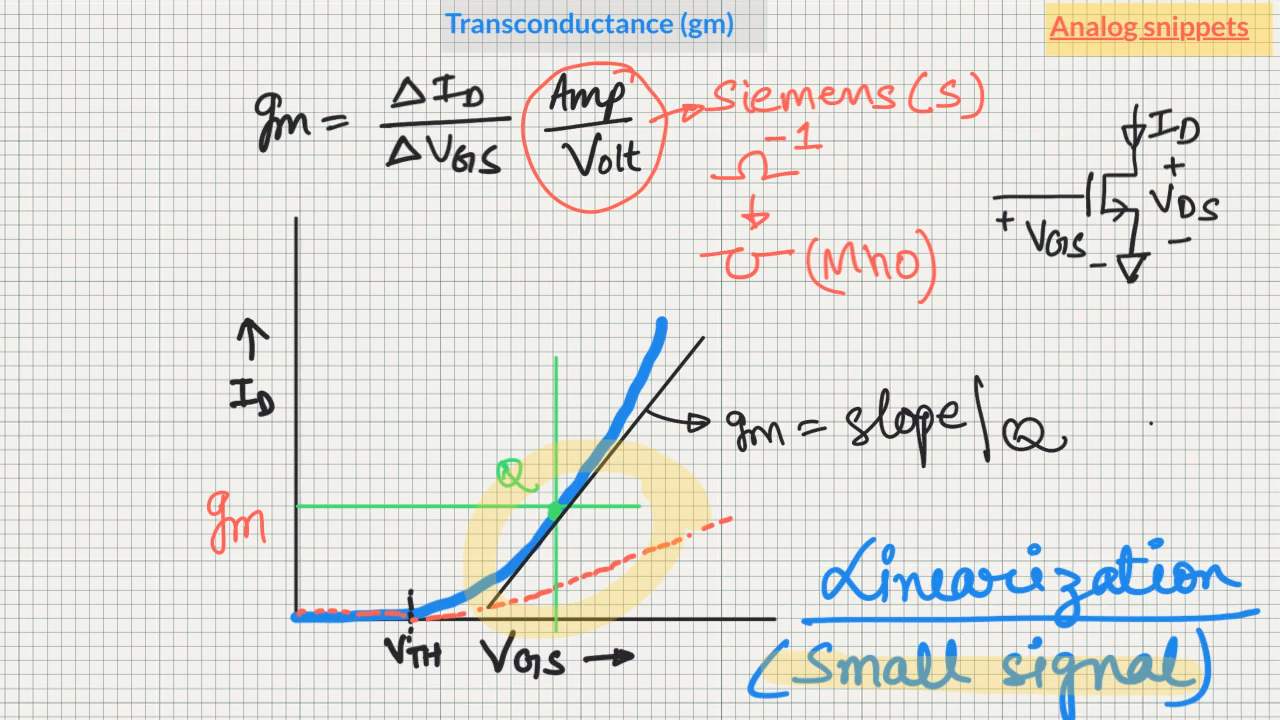 Transconductance (gm)
Analog snippets
gm = ΔID / ΔVGS Amp / Volt → Siemens (S)
Ω⁻¹
↓
℧ (Mho)
ID
+
VDS
-
+ VGS -
↑
ID
gm = slope | Q
Q
gm
VTH
VGS →
Linearization
(Small signal)